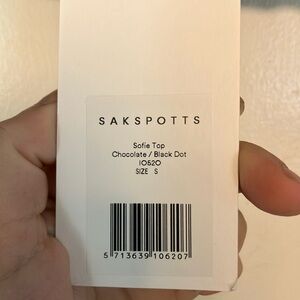 SAKSPOTTS
Sofie Top
Chocolate / Black Dot
10520
SIZE S
5 713639 106207